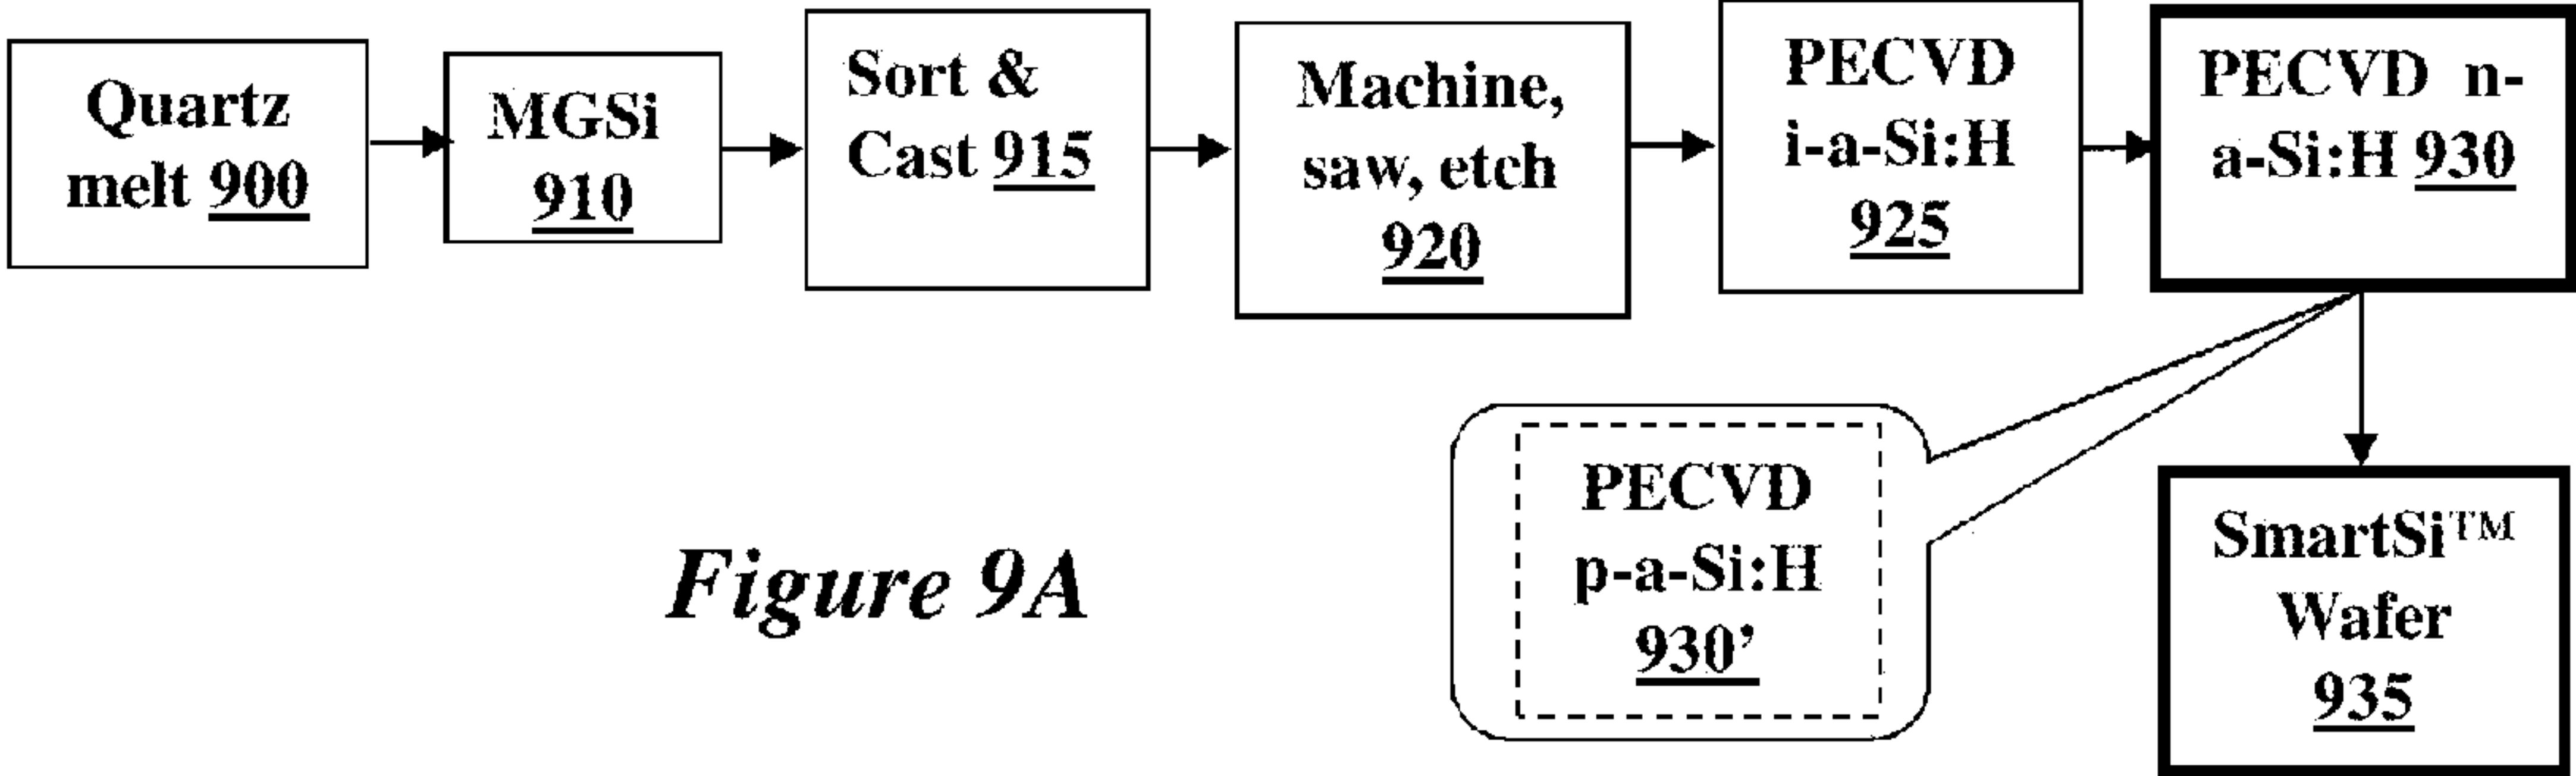 Quartz
melt 900
MGSi
910
Sort &
Cast 915
Machine,
saw, etch
920
PECVD
i-a-Si:H
925
PECVD n-
a-Si:H 930
PECVD
p-a-Si:H
930’
SmartSi™
Wafer
935
Figure 9A